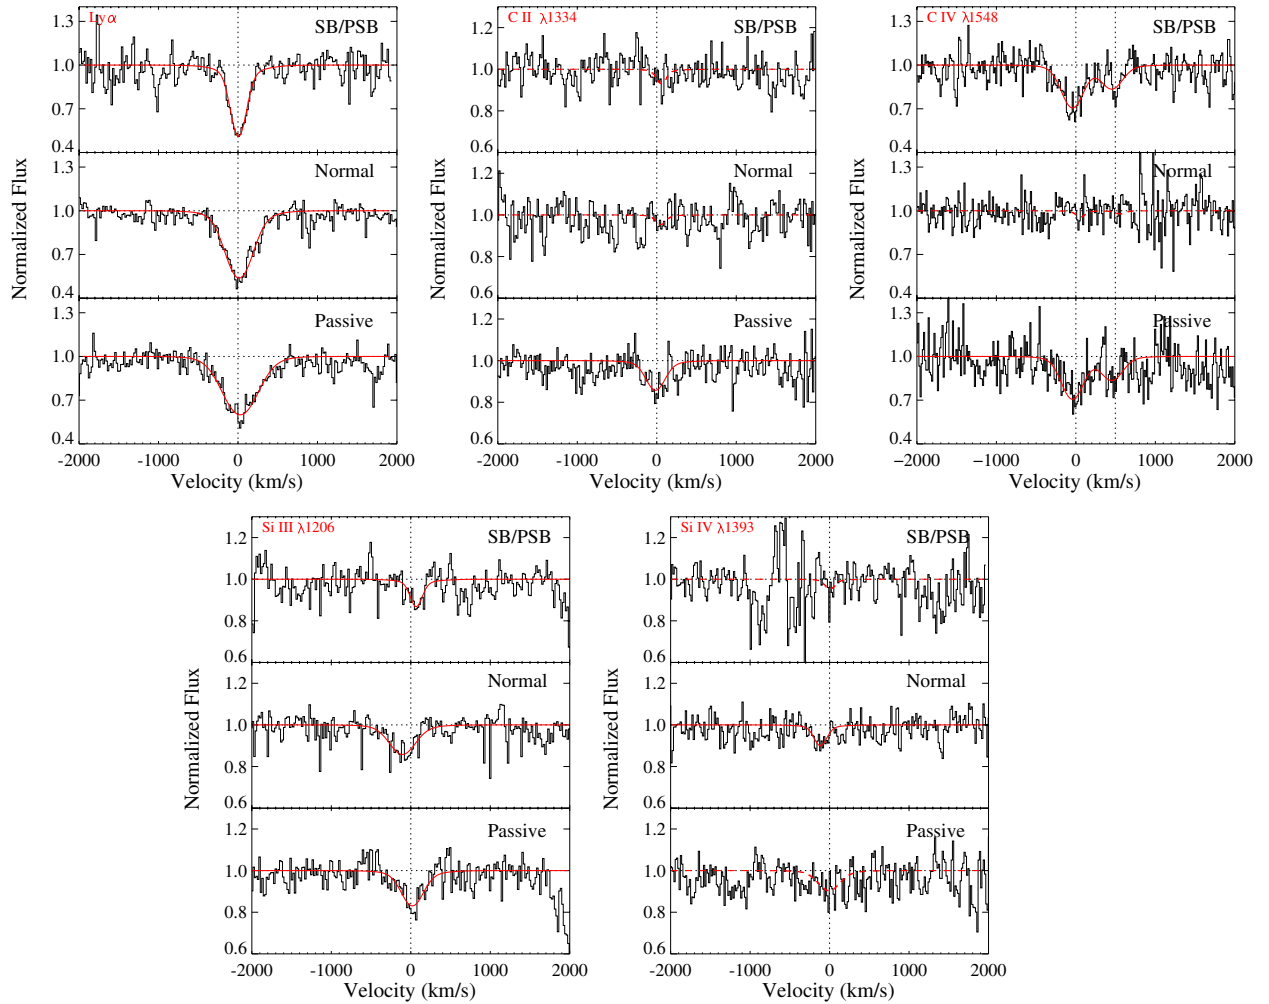 Lyα
SB/PSB
1.3
1.0
0.7
0.4
Normal
1.3
1.0
0.7
0.4
Passive
1.3
1.0
0.7
0.4
-2000 -1000 0 1000 2000
Velocity (km/s)
Normalized Flux
C II λ1334
SB/PSB
1.2
1.0
0.8
0.6
Normal
1.2
1.0
0.8
0.6
Passive
1.2
1.0
0.8
0.6
-2000 -1000 0 1000 2000
Velocity (km/s)
Normalized Flux
C IV λ1548
SB/PSB
1.3
1.0
0.7
0.4
Normal
1.3
1.0
0.7
0.4
Passive
1.3
1.0
0.7
0.4
−2000 −1000 0 1000 2000
Velocity (km/s)
Normalized Flux
Si III λ1206
SB/PSB
1.2
1.0
0.8
0.6
Normal
1.2
1.0
0.8
0.6
Passive
1.2
1.0
0.8
0.6
-2000 -1000 0 1000 2000
Velocity (km/s)
Normalized Flux
Si IV λ1393
SB/PSB
1.2
1.0
0.8
0.6
Normal
1.2
1.0
0.8
0.6
Passive
1.2
1.0
0.8
0.6
-2000 -1000 0 1000 2000
Velocity (km/s)
Normalized Flux